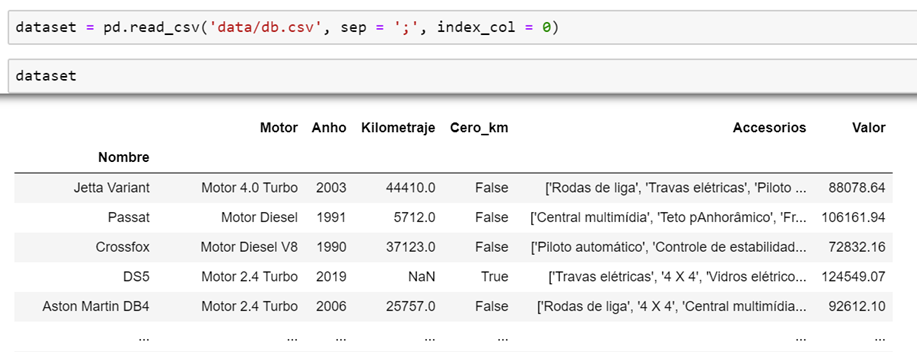 dataset = pd.read_csv('data/db.csv', sep = ';', index_col = 0)
dataset
Motor Anho Kilometraje Cero_km Accesorios Valor
Nombre
Jetta Variant Motor 4.0 Turbo 2003 44410.0 False ['Rodas de liga', 'Travas elétricas', 'Piloto ... 88078.64
Passat Motor Diesel 1991 5712.0 False ['Central multimídia', 'Teto pAnhorâmico', 'Fr... 106161.94
Crossfox Motor Diesel V8 1990 37123.0 False ['Piloto automático', 'Controle de estabilidad... 72832.16
DS5 Motor 2.4 Turbo 2019 NaN True ['Travas elétricas', '4 X 4', 'Vidros elétrico... 124549.07
Aston Martin DB4 Motor 2.4 Turbo 2006 25757.0 False ['Rodas de liga', '4 X 4', 'Central multimídia... 92612.10
... ... ... ... ... ... ...